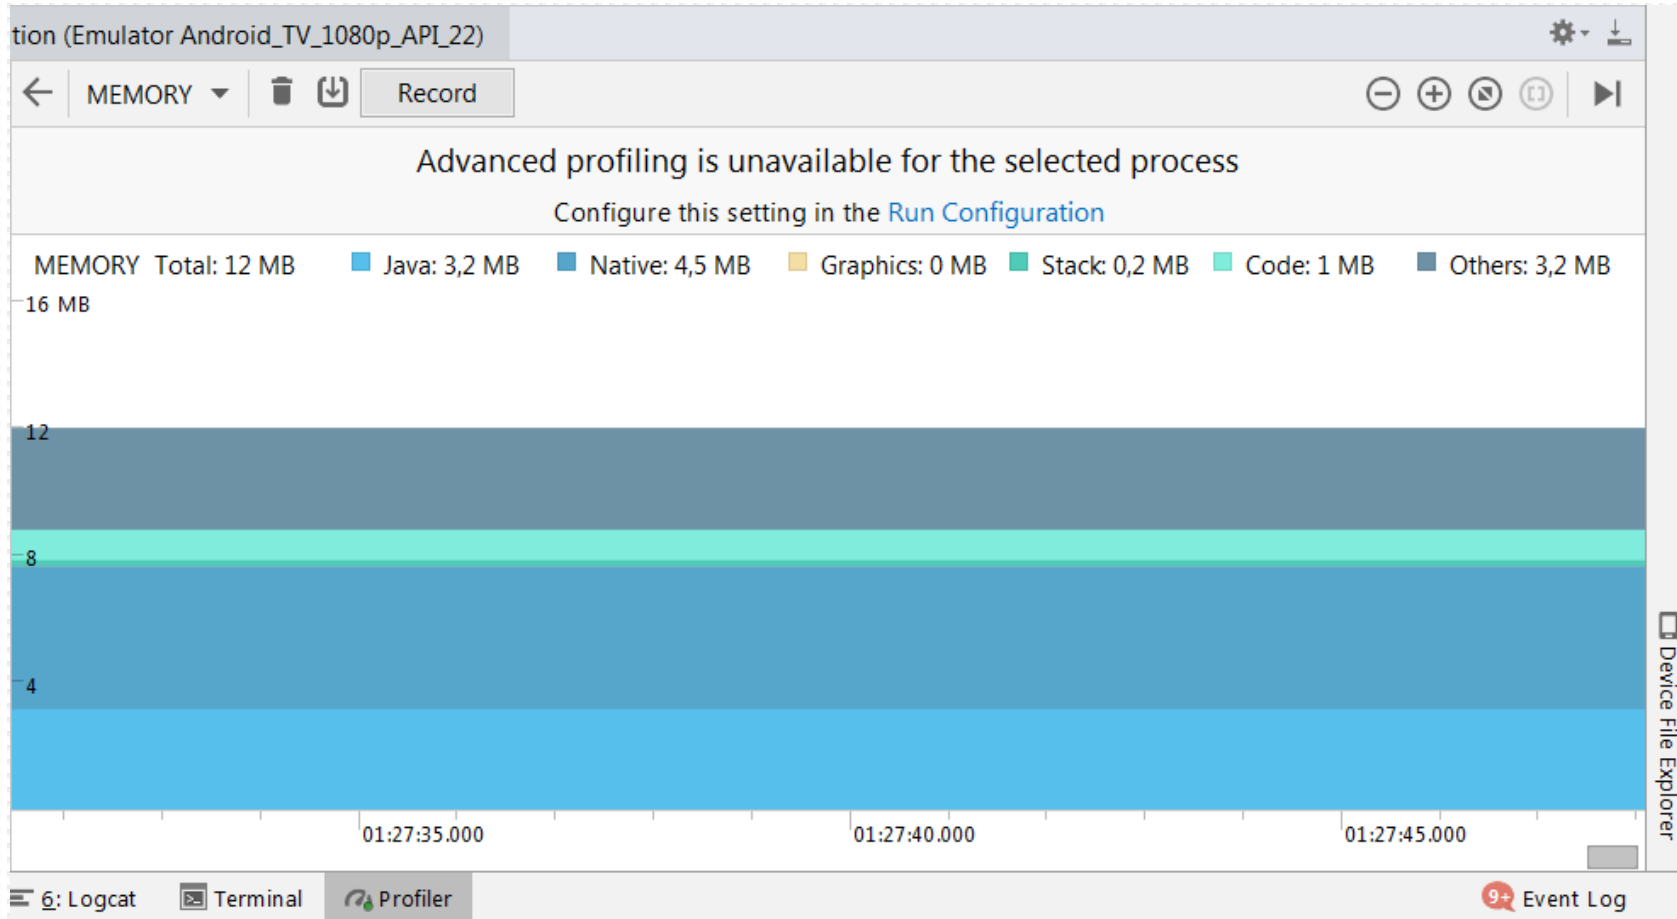 tion (Emulator Android_TV_1080p_API_22)
MEMORY Record
Advanced profiling is unavailable for the selected process
Configure this setting in the Run Configuration
MEMORY Total: 12 MB Java: 3,2 MB Native: 4,5 MB Graphics: 0 MB Stack: 0,2 MB Code: 1 MB Others: 3,2 MB
16 MB
12
8
4
01:27:35.000 01:27:40.000 01:27:45.000
Device File Explorer
6: Logcat Terminal Profiler 9+ Event Log